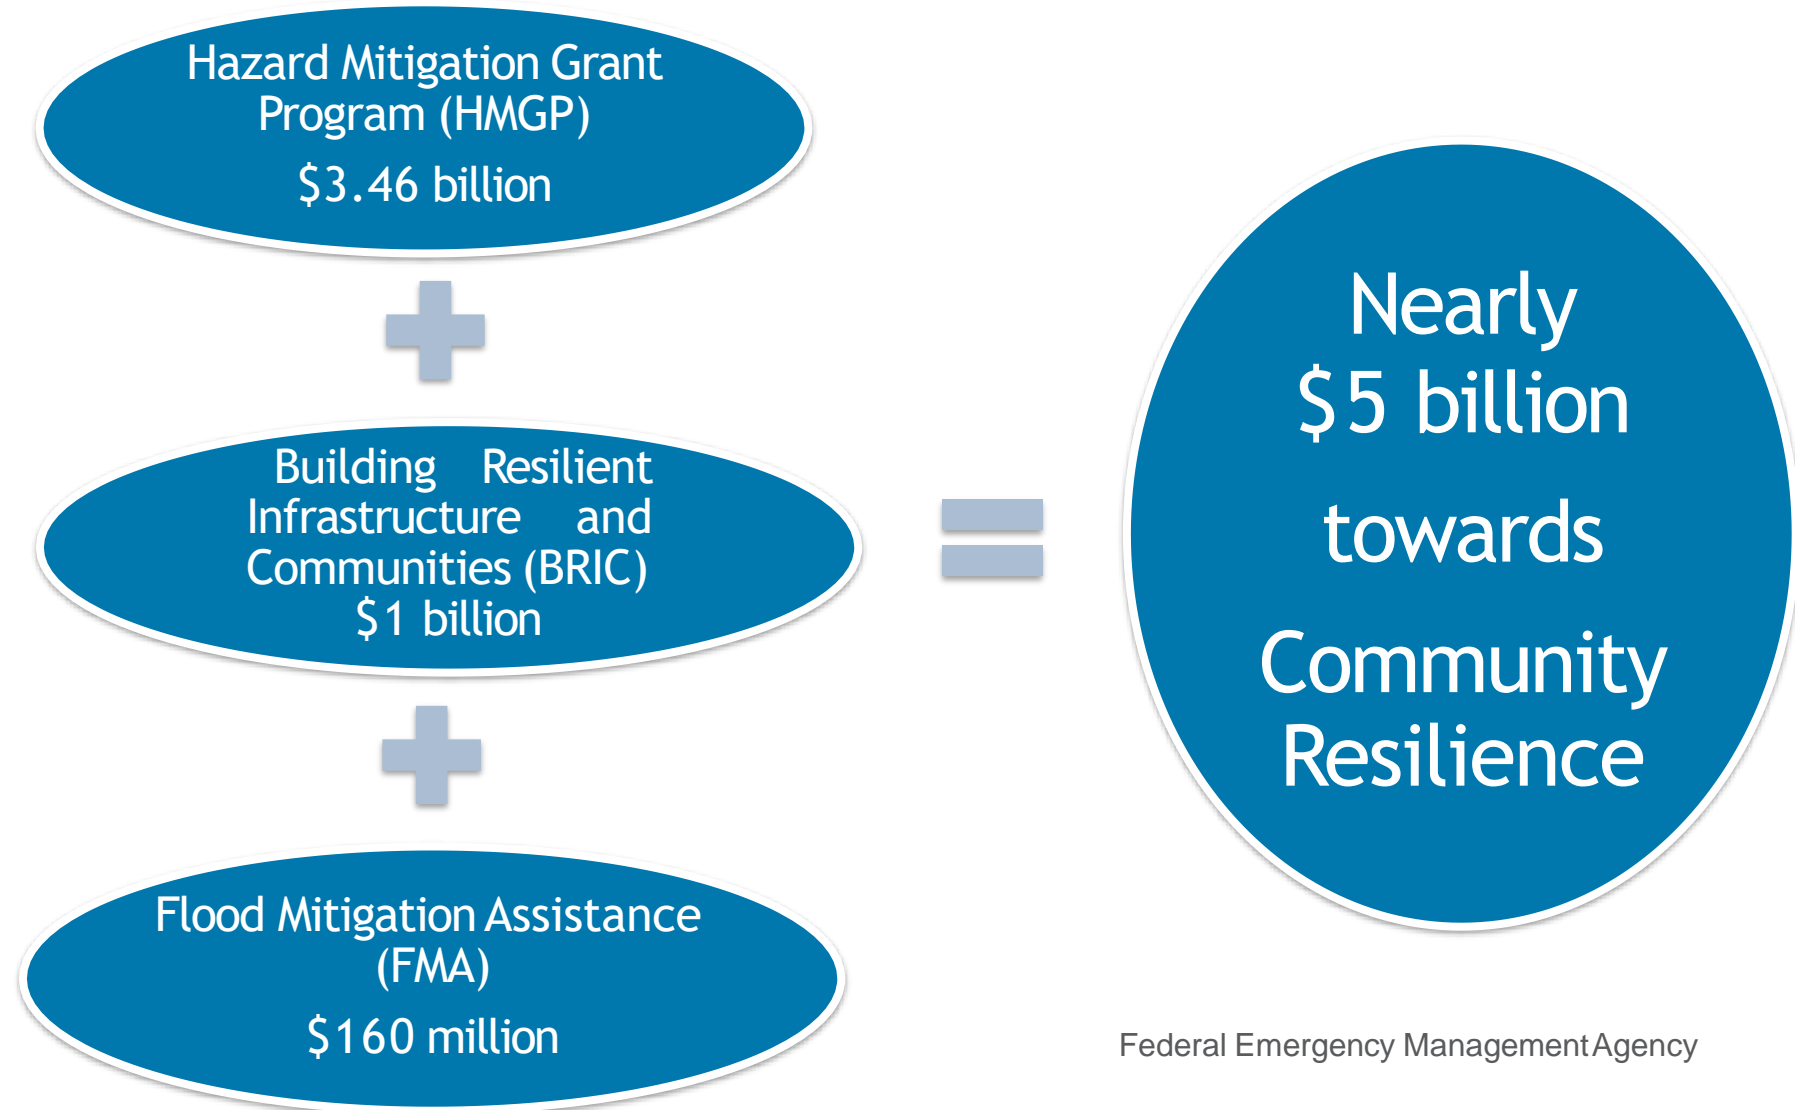 Hazard Mitigation Grant
Program (HMGP)
$3.46 billion
Building Resilient
Infrastructure and
Communities (BRIC)
$1 billion
Flood Mitigation Assistance
(FMA)
$160 million
Nearly
$5 billion
towards
Community
Resilience
Federal Emergency Management Agency